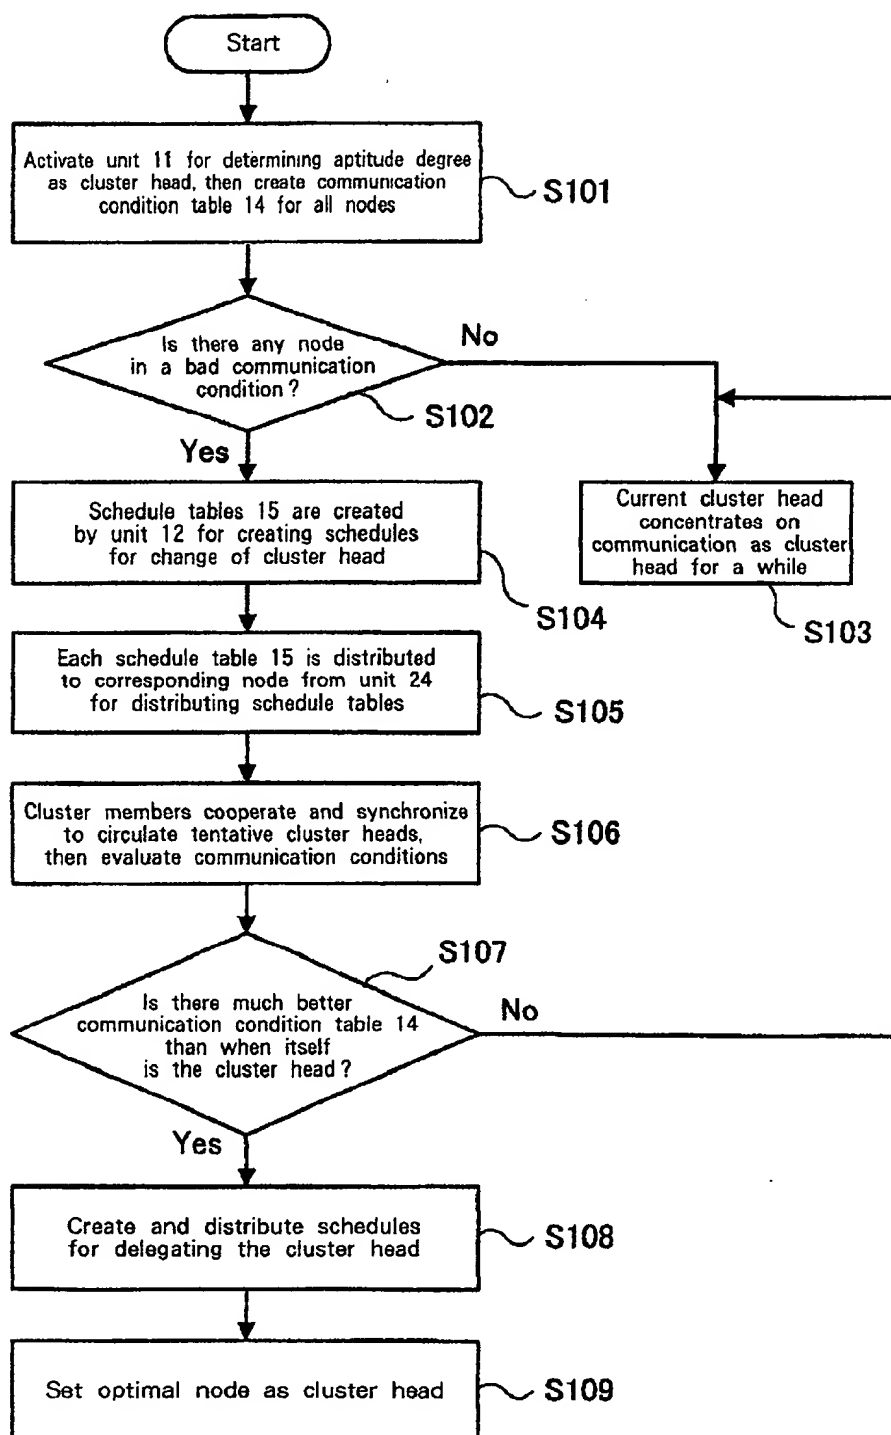 Start
Activate unit 11 for determining aptitude degree
as cluster head, then create communication
condition table 14 for all nodes
S101
Is there any node
in a bad communication
condition?
No
S102
Yes
Schedule tables 15 are created
by unit 12 for creating schedules
for change of cluster head
S104
Current cluster head
concentrates on
communication as cluster
head for a while
S103
Each schedule table 15 is distributed
to corresponding node from unit 24
for distributing schedule tables
S105
Cluster members cooperate and synchronize
to circulate tentative cluster heads,
then evaluate communication conditions
S106
S107
Is there much better
communication condition table 14
than when itself
is the cluster head?
No
Yes
Create and distribute schedules
for delegating the cluster head
S108
Set optimal node as cluster head
S109